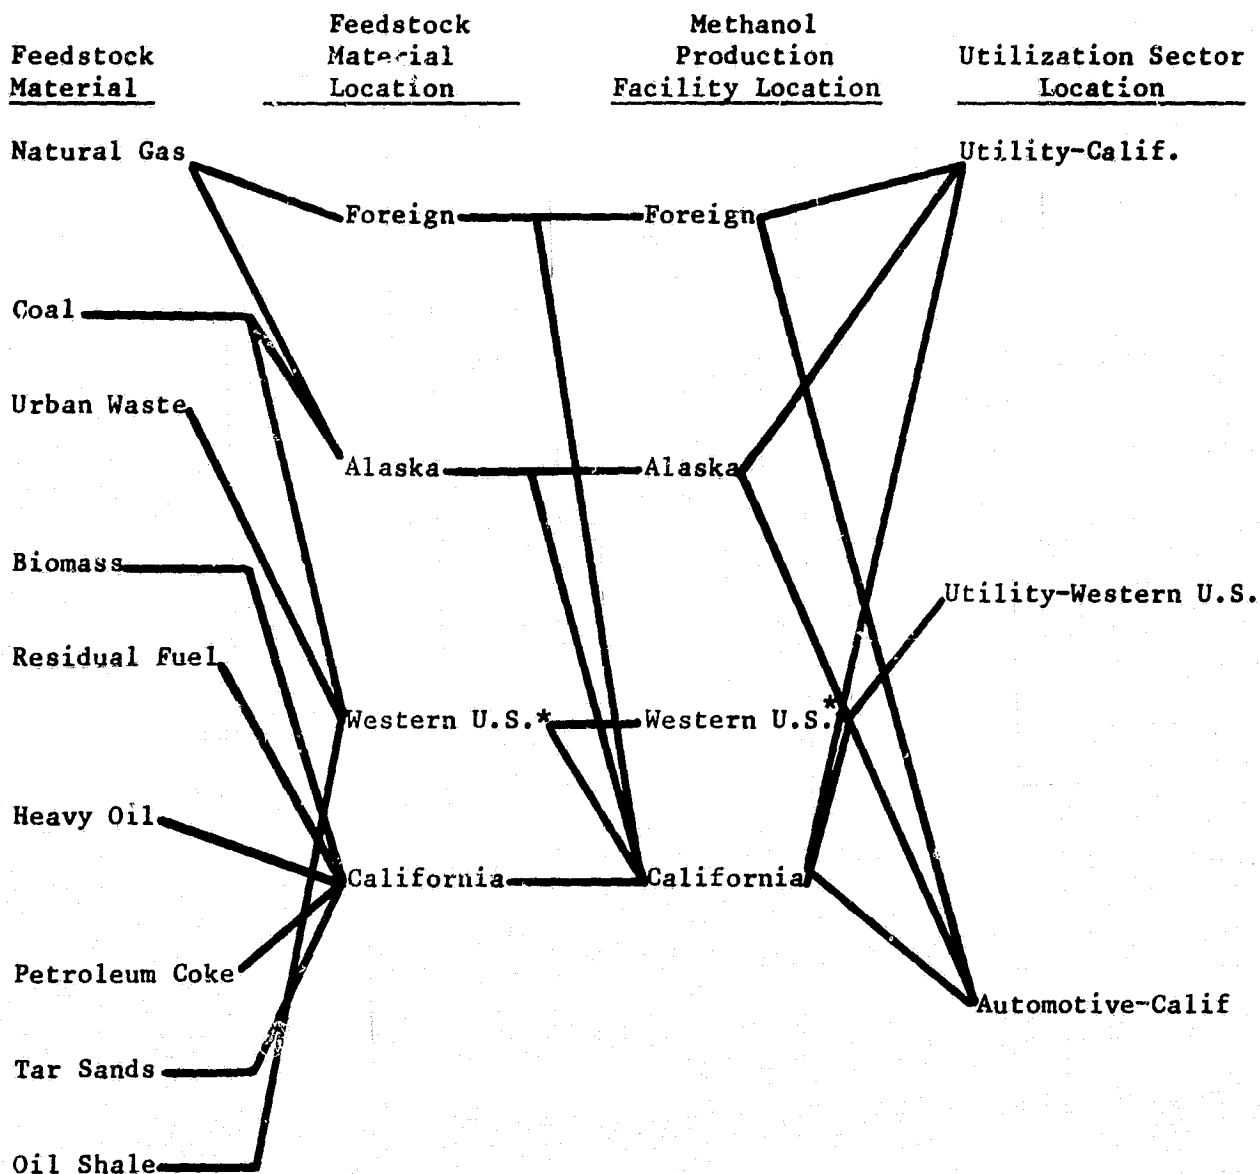 Feedstock
Material
Feedstock
Material
Location
Methanol
Production
Facility Location
Utilization Sector
Location
Natural Gas
Utility-Calif.
Foreign
Foreign
Coal
Urban Waste
Alaska
Alaska
Biomass
Utility-Western U.S.
Residual Fuel
Western U.S.*
Western U.S.*
Heavy Oil
California
California
Petroleum Coke
Automotive-Calif
Tar Sands
Oil Shale